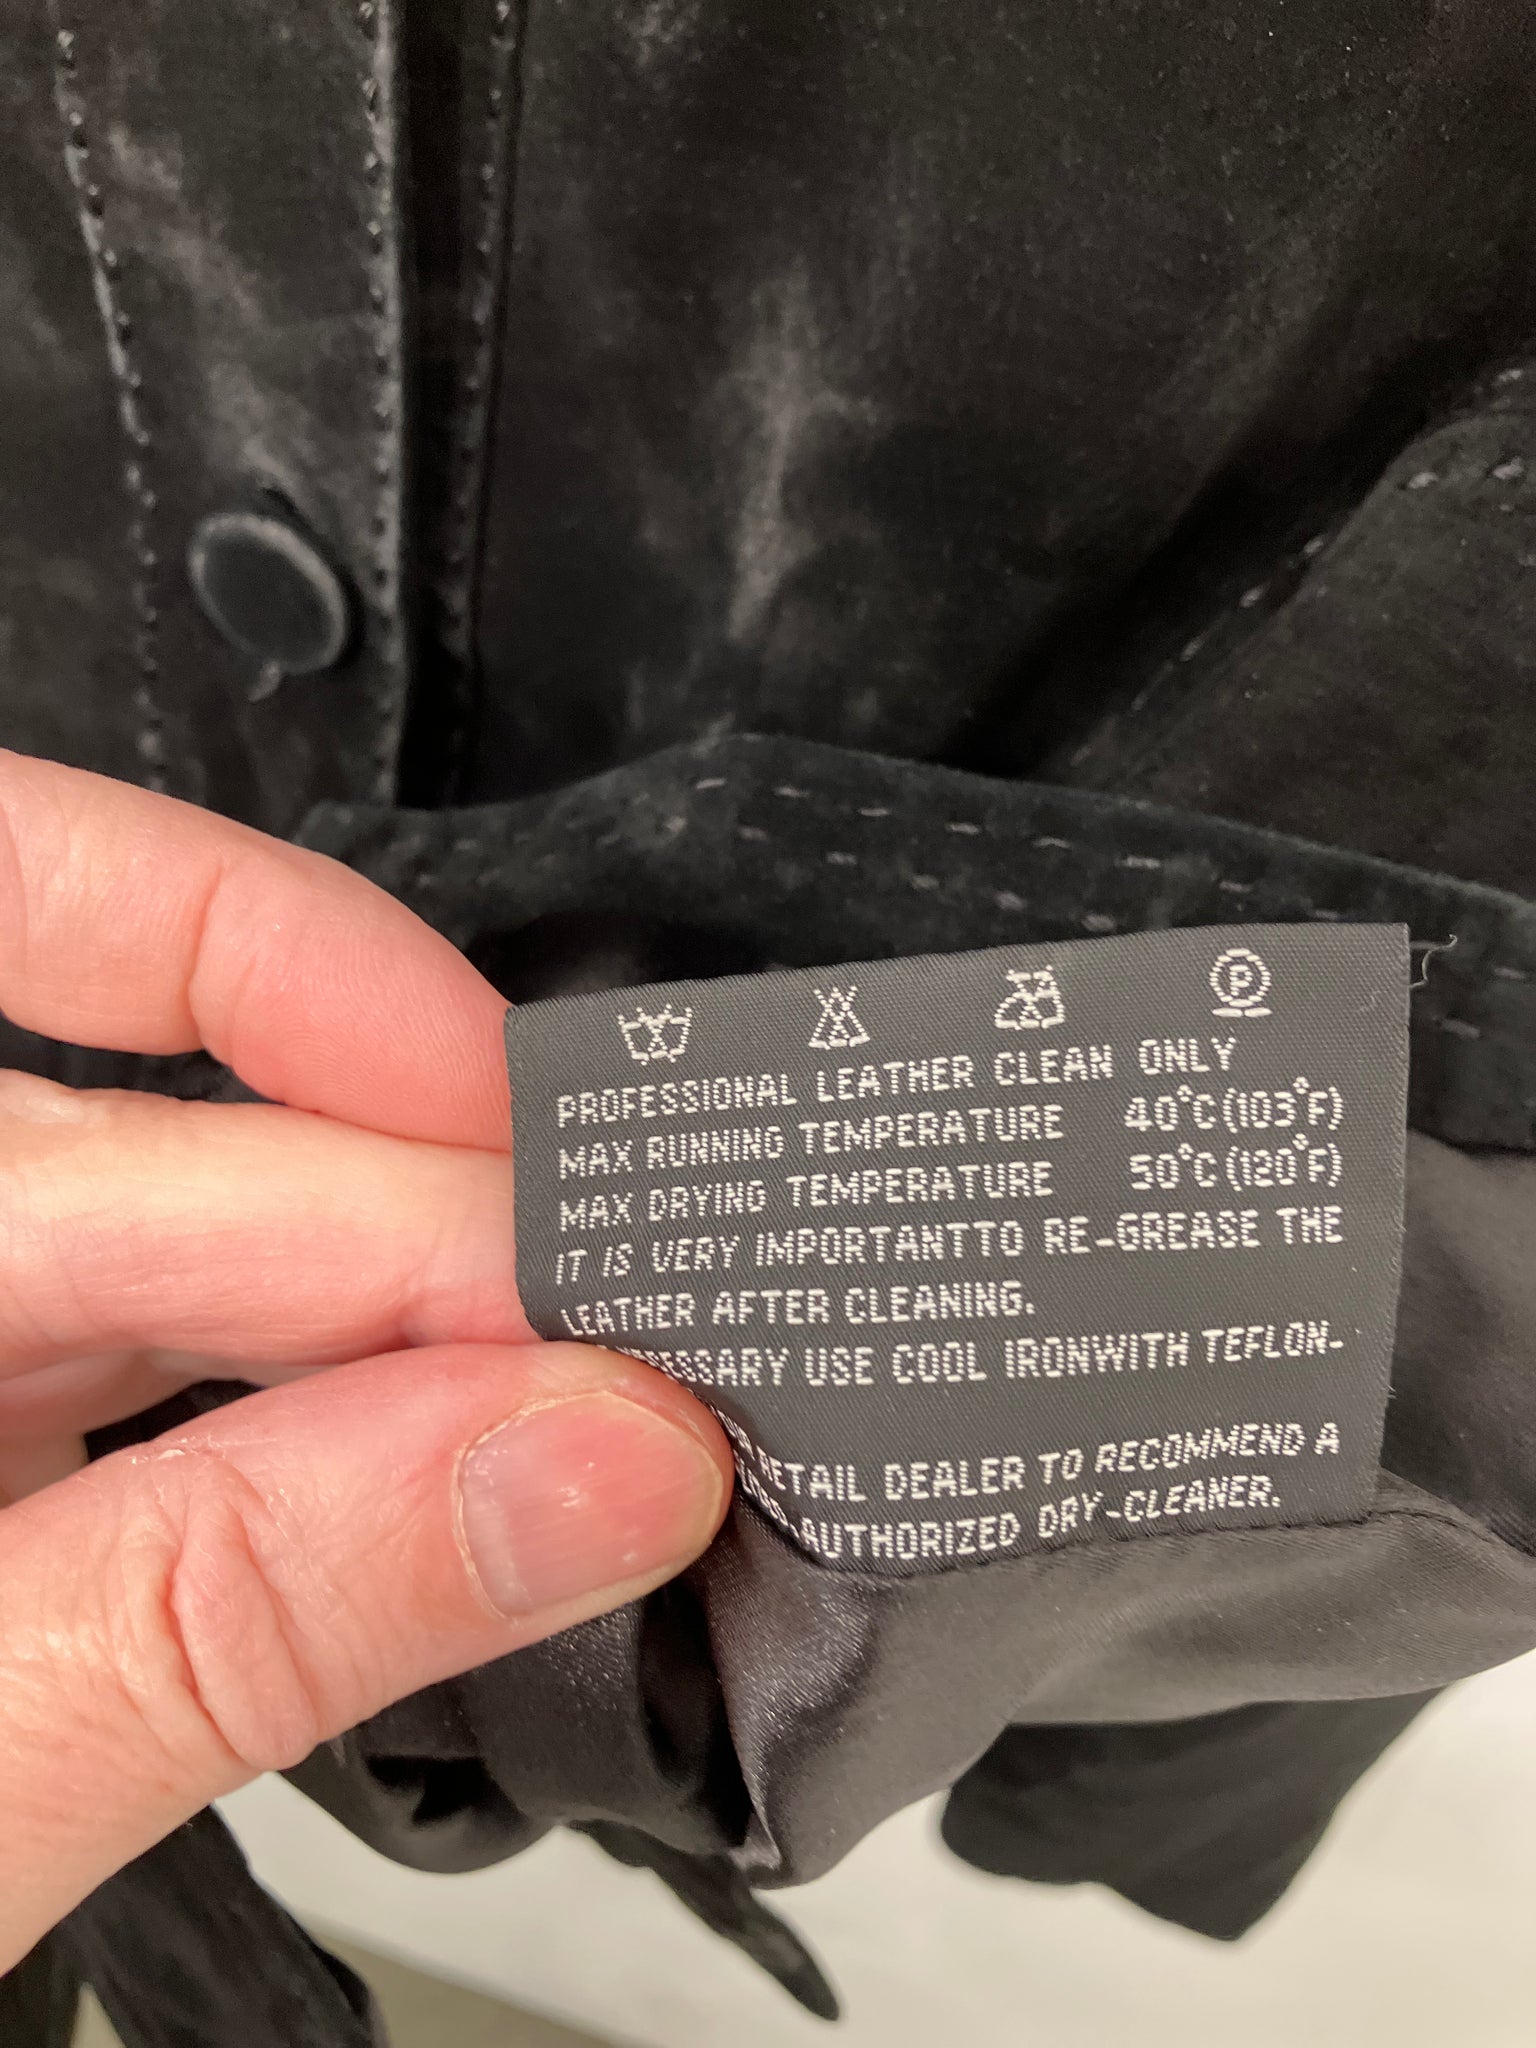 P
PROFESSIONAL LEATHER CLEAN ONLY
MAX RUNNING TEMPERATURE 40°C(103°F)
MAX DRYING TEMPERATURE 50°C(120°F)
IT IS VERY IMPORTANTTO RE-GREASE THE
LEATHER AFTER CLEANING.
USE COOL IRONWITH TEFLON-
DEALER TO RECOMMEND A
AUTHORIZED DRY-CLEANER.